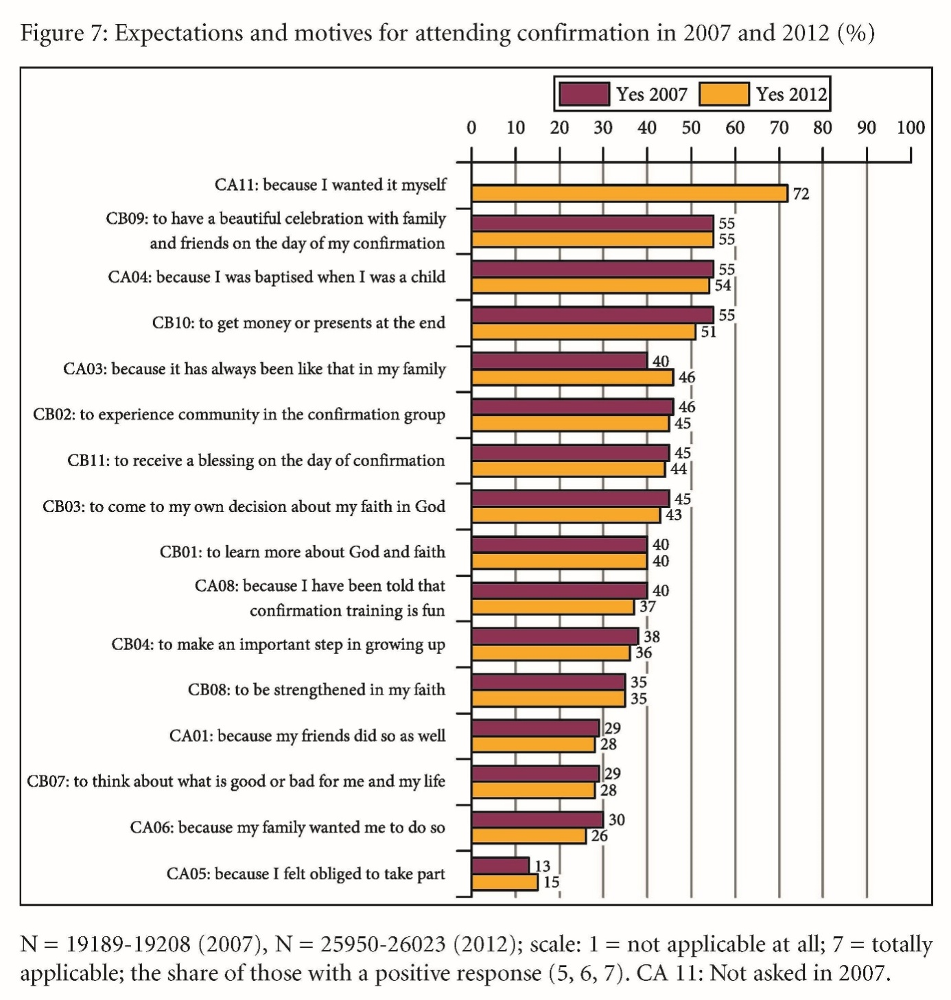 Figure 7: Expectations and motives for attending confirmation in 2007 and 2012 (%)
Yes 2007 Yes 2012
0 10 20 30 40 50 60 70 80 90 100
CA11: because I wanted it myself
72
CB09: to have a beautiful celebration with family
and friends on the day of my confirmation
55
55
CA04: because I was baptised when I was a child
55
54
CB10: to get money or presents at the end
55
51
CA03: because it has always been like that in my family
40
46
CB02: to experience community in the confirmation group
46
45
CB11: to receive a blessing on the day of confirmation
45
44
CB03: to come to my own decision about my faith in God
45
43
CB01: to learn more about God and faith
40
40
CA08: because I have been told that
confirmation training is fun
40
37
CB04: to make an important step in growing up
38
36
CB08: to be strengthened in my faith
35
35
CA01: because my friends did so as well
29
28
CB07: to think about what is good or bad for me and my life
29
28
CA06: because my family wanted me to do so
30
26
CA05: because I felt obliged to take part
13
15
N = 19189-19208 (2007), N = 25950-26023 (2012); scale: 1 = not applicable at all; 7 = totally
applicable; the share of those with a positive response (5, 6, 7). CA 11: Not asked in 2007.